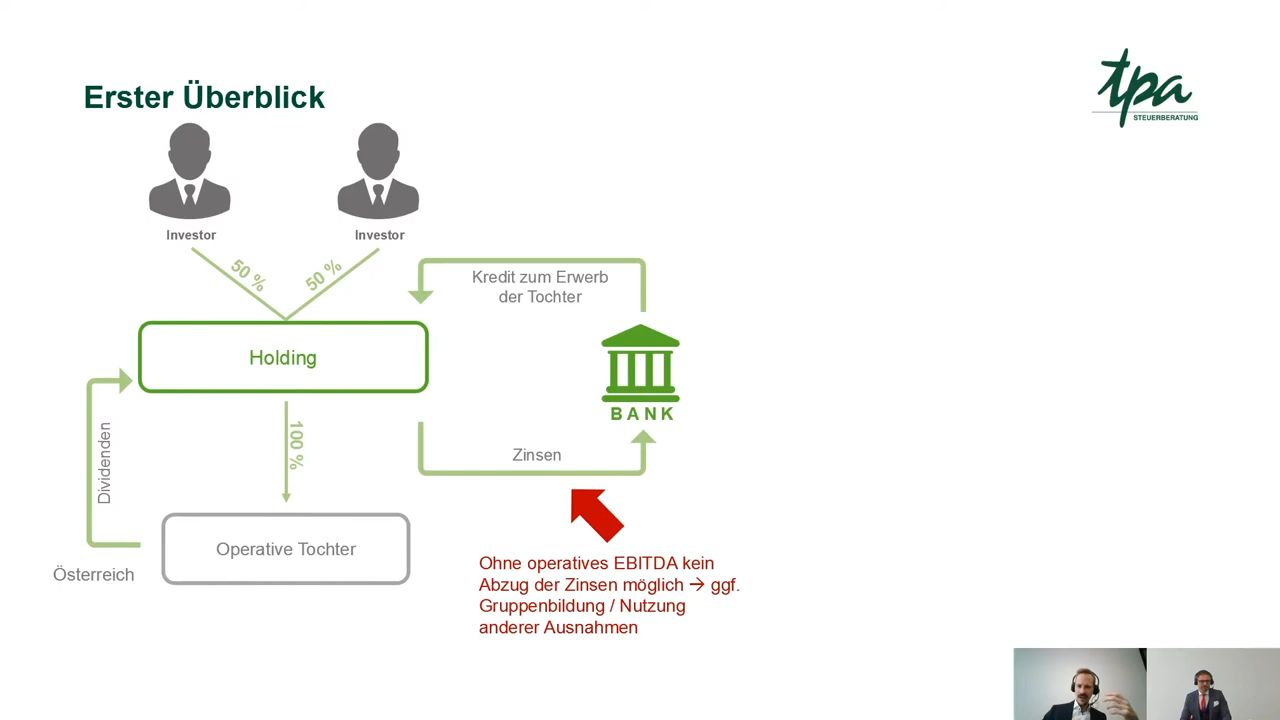 Erster Überblick
tpa
STEUERBERATUNG
Investor
Investor
50 %
50 %
Kredit zum Erwerb
der Tochter
Holding
BANK
Dividenden
100 %
Zinsen
Operative Tochter
Österreich
Ohne operatives EBITDA kein
Abzug der Zinsen möglich → ggf.
Gruppenbildung / Nutzung
anderer Ausnahmen